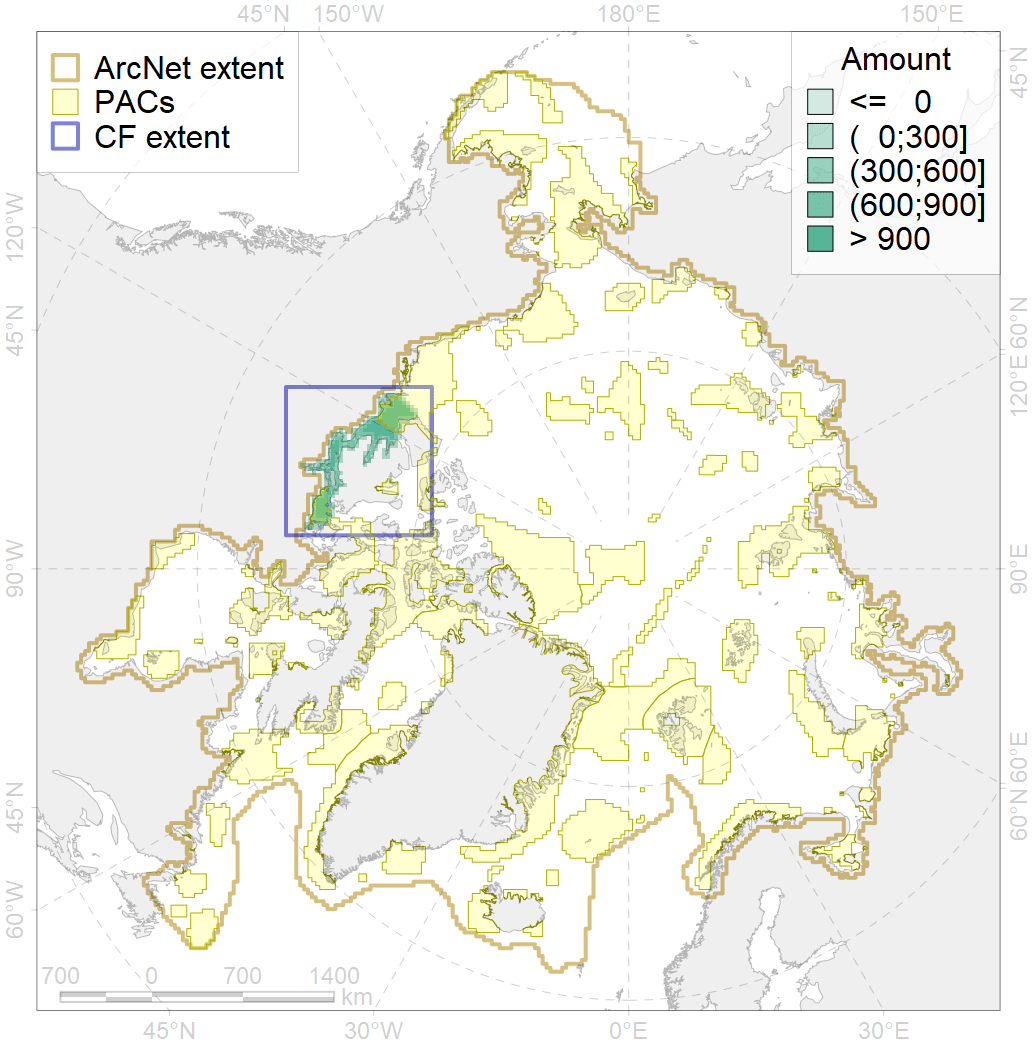 45°N 150°W 180°E 150°E
ArcNet extent
PACs
CF extent
Amount
<= 0
( 0;300]
(300;600]
(600;900]
> 900
45°N
120°W
45°N
60°N
120°E
90°W
90°E
45°N
60°E
60°N
60°W
700 0 700 1400
km
45°N 30°W 0°E 30°E